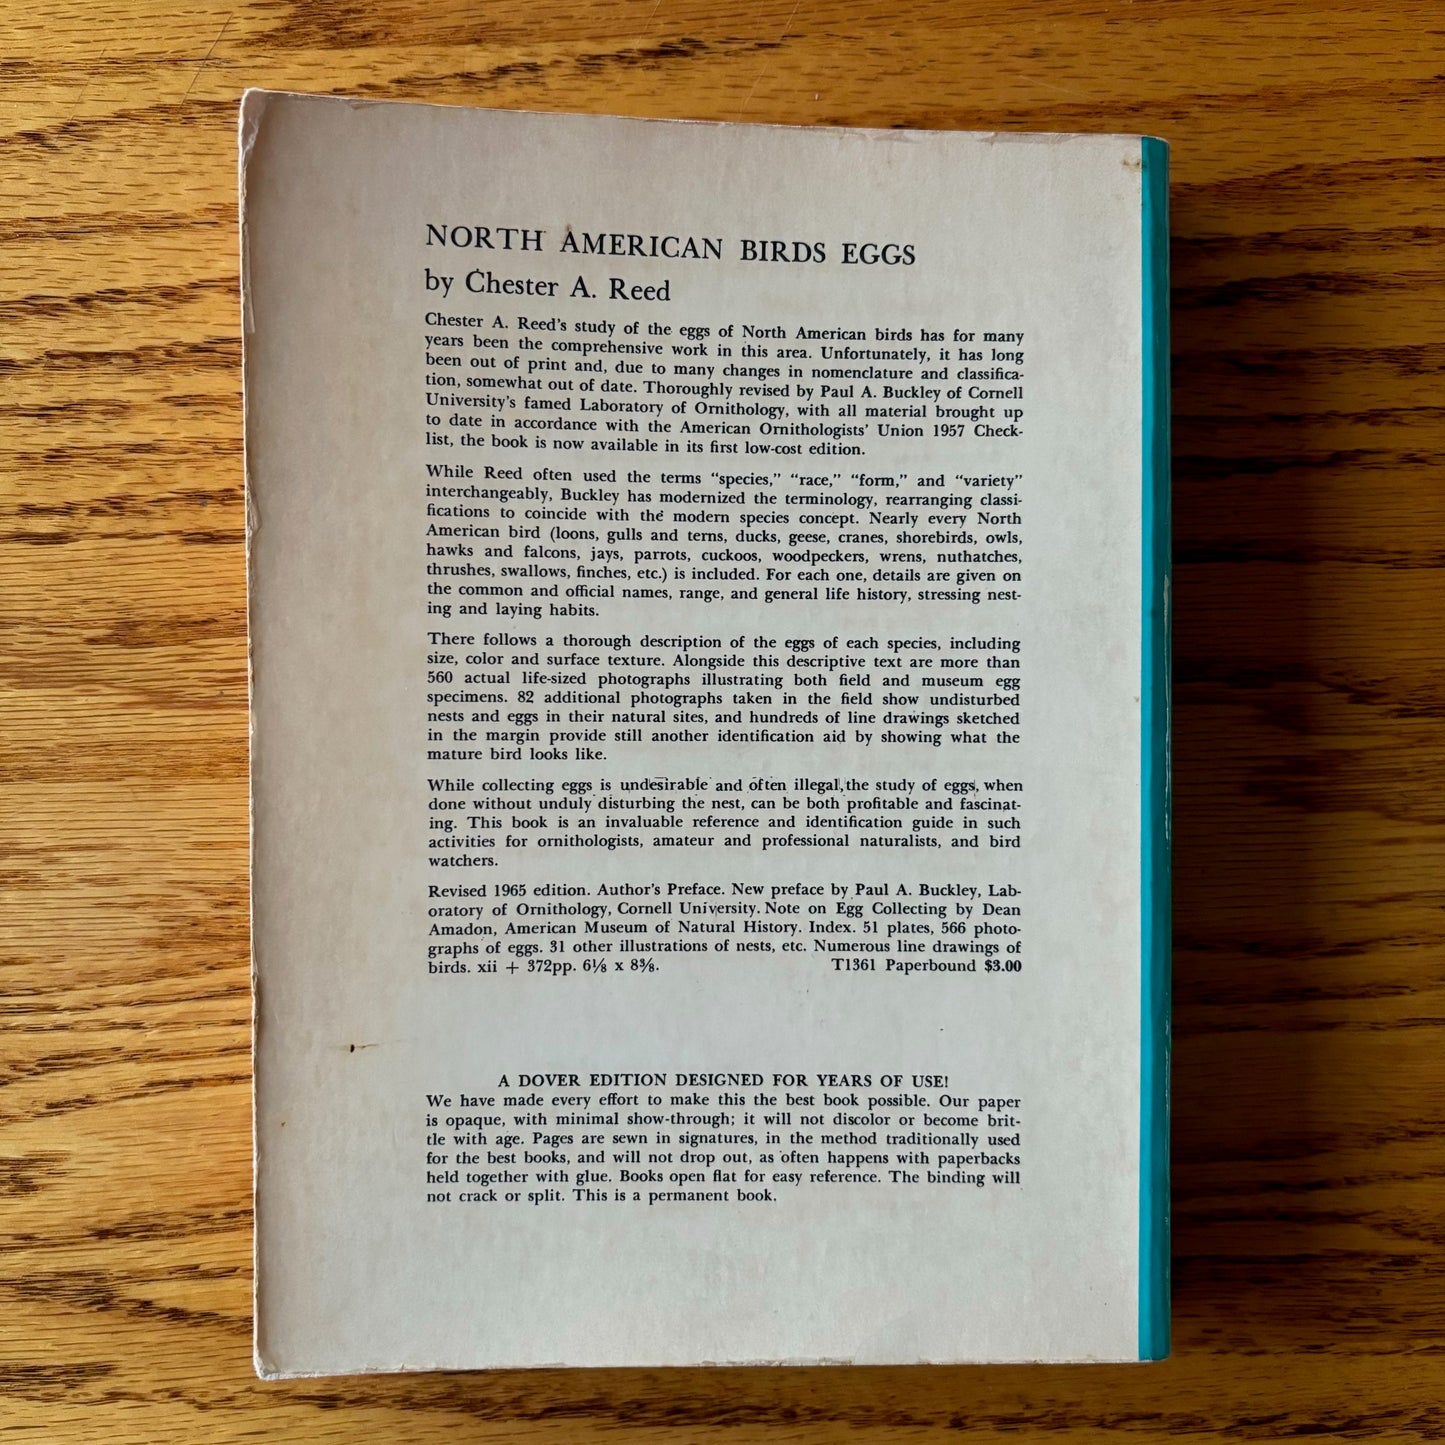 NORTH AMERICAN BIRDS EGGS
by Chester A. Reed
Chester A. Reed's study of the eggs of North American birds has for many
years been the comprehensive work in this area. Unfortunately, it has long
been out of print and, due to many changes in nomenclature and classifica-
tion, somewhat out of date. Thoroughly revised by Paul A. Buckley of Cornell
University's famed Laboratory of Ornithology, with all material brought up
to date in accordance with the American Ornithologists' Union 1957 Check-
list, the book is now available in its first low-cost edition.
While Reed often used the terms "species," "race," "form," and "variety"
interchangeably, Buckley has modernized the terminology, rearranging classi-
fications to coincide with the modern species concept. Nearly every North
American bird (loons, gulls and terns, ducks, geese, cranes, shorebirds, owls,
hawks and falcons, jays, parrots, cuckoos, woodpeckers, wrens, nuthatches,
thrushes, swallows, finches, etc.) is included. For each one, details are given on
the common and official names, range, and general life history, stressing nest-
ing and laying habits.
There follows a thorough description of the eggs of each species, including
size, color and surface texture. Alongside this descriptive text are more than
560 actual life-sized photographs illustrating both field and museum egg
specimens. 82 additional photographs taken in the field show undisturbed
nests and eggs in their natural sites, and hundreds of line drawings sketched
in the margin provide still another identification aid by showing what the
mature bird looks like.
While collecting eggs is undesirable and often illegal, the study of eggs, when
done without unduly disturbing the nest, can be both profitable and fascinat-
ing. This book is an invaluable reference and identification guide in such
activities for ornithologists, amateur and professional naturalists, and bird
watchers.
Revised 1965 edition. Author's Preface. New preface by Paul A. Buckley, Lab-
oratory of Ornithology, Cornell University. Note on Egg Collecting by Dean
Amadon, American Museum of Natural History. Index. 51 plates, 566 photo-
graphs of eggs. 31 other illustrations of nests, etc. Numerous line drawings of
birds. xii + 372pp. 6⅛ x 8⅜. T1361 Paperbound $3.00
A DOVER EDITION DESIGNED FOR YEARS OF USE!
We have made every effort to make this the best book possible. Our paper
is opaque, with minimal show-through; it will not discolor or become brit-
tle with age. Pages are sewn in signatures, in the method traditionally used
for the best books, and will not drop out, as often happens with paperbacks
held together with glue. Books open flat for easy reference. The binding will
not crack or split. This is a permanent book.